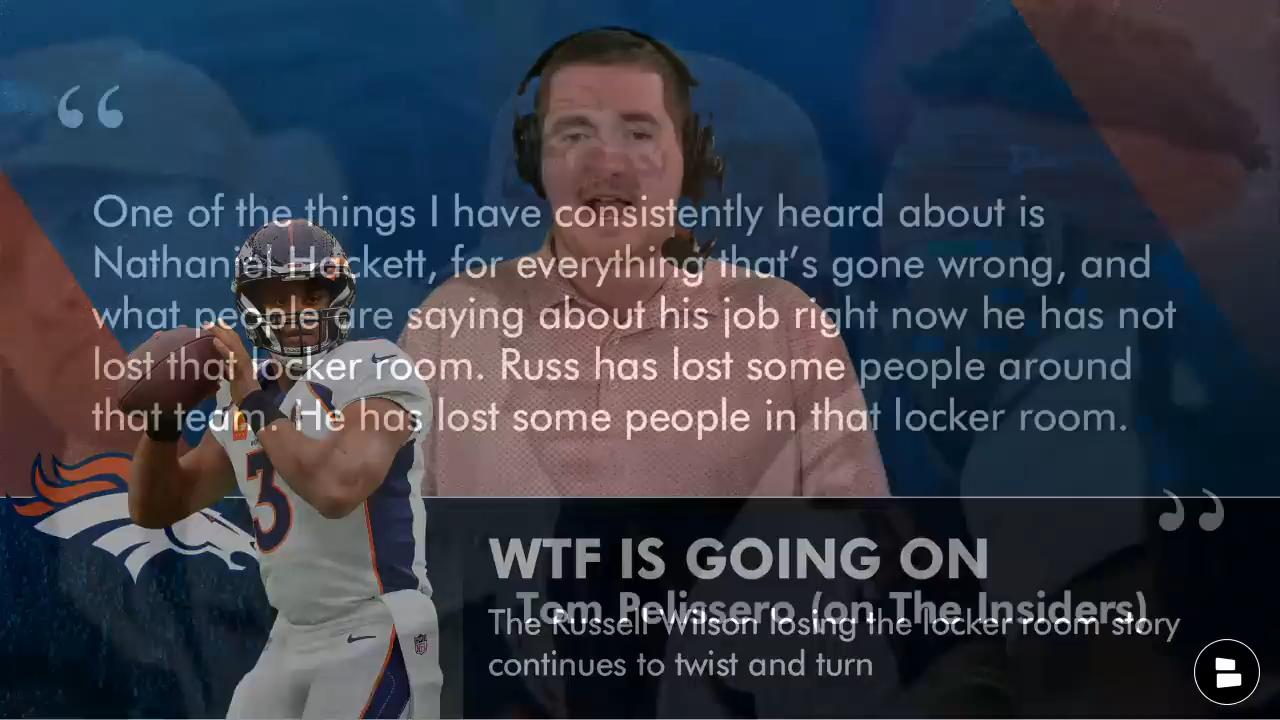 “
One of the things I have consistently heard about is
Nathaniel Hackett, for everything that’s gone wrong, and
what people are saying about his job right now he has not
lost that locker room. Russ has lost some people around
that team. He has lost some people in that locker room.
”
WTF IS GOING ON
Tom Pelissero (on The Insiders)
The Russell Wilson losing the locker room story
continues to twist and turn
3